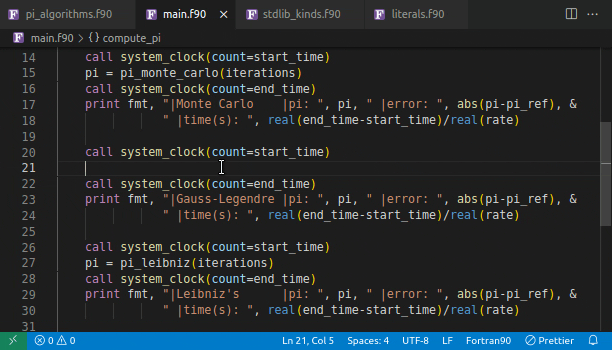 pi_algorithms.f90 main.f90 stdlib_kinds.f90 literals.f90
main.f90 > {} compute_pi
14 call system_clock(count=start_time)
15 pi = pi_monte_carlo(iterations)
16 call system_clock(count=end_time)
17 print fmt, "|Monte Carlo    |pi: ", pi, " |error: ", abs(pi-pi_ref), &
18 " |time(s): ", real(end_time-start_time)/real(rate)
19
20 call system_clock(count=start_time)
21
22 call system_clock(count=end_time)
23 print fmt, "|Gauss-Legendre |pi: ", pi, " |error: ", abs(pi-pi_ref), &
24 " |time(s): ", real(end_time-start_time)/real(rate)
25
26 call system_clock(count=start_time)
27 pi = pi_leibniz(iterations)
28 call system_clock(count=end_time)
29 print fmt, "|Leibniz's      |pi: ", pi, " |error: ", abs(pi-pi_ref), &
30 " |time(s): ", real(end_time-start_time)/real(rate)
31
0 0 Ln 21, Col 5 Spaces: 4 UTF-8 LF Fortran90 Prettier